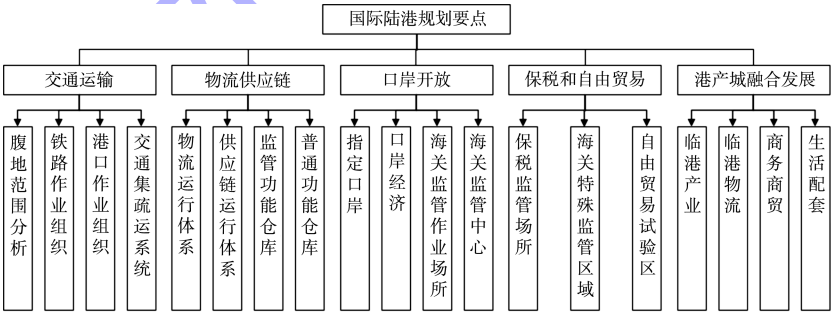 国际陆港规划要点
交通运输
物流供应链
口岸开放
保税和自由贸易
港产城融合发展
腹地范围分析
铁路作业组织
港口作业组织
交通集疏运系统
物流运行体系
供应链运行体系
监管功能仓库
普通功能仓库
指定口岸
口岸经济
海关监管作业场所
海关监管中心
保税监管场所
海关特殊监管区域
自由贸易试验区
临港产业
临港物流
商务商贸
生活配套